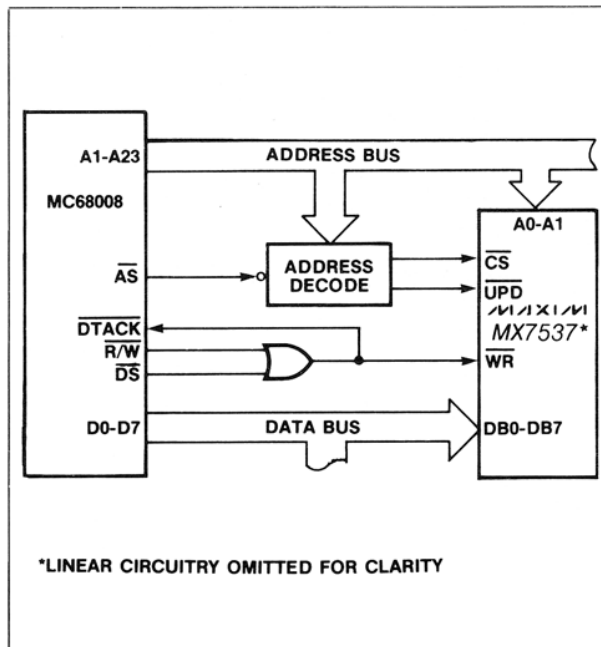 A1-A23
ADDRESS BUS
MC68008
A0-A1
AS
ADDRESS
DECODE
CS
UPD
MAXIM
DTACK
MX7537*
R/W
WR
DS
D0-D7
DATA BUS
DB0-DB7
*LINEAR CIRCUITRY OMITTED FOR CLARITY